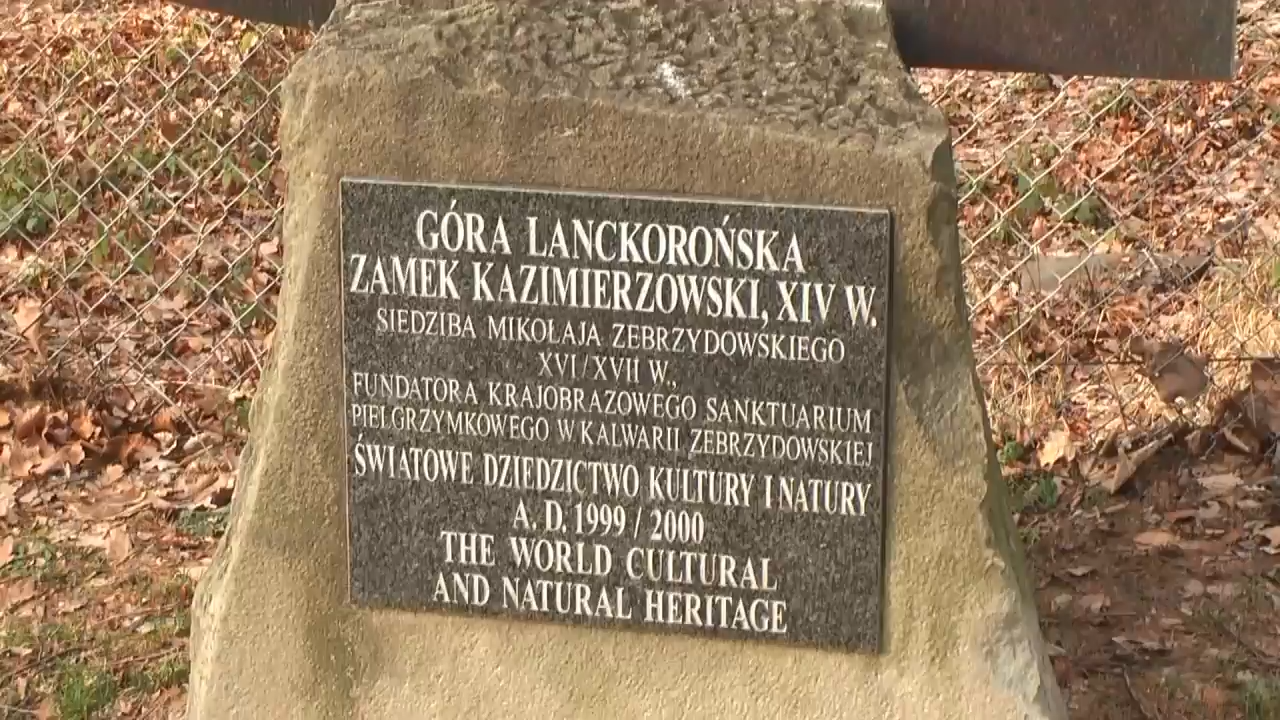 GÓRA LANCKOROŃSKA
ZAMEK KAZIMIERZOWSKI, XIV W.
SIEDZIBA MIKOŁAJA ZEBRZYDOWSKIEGO
XVI/XVII W.,
FUNDATORA KRAJOBRAZOWEGO SANKTUARIUM
PIELGRZYMKOWEGO W KALWARII ZEBRZYDOWSKIEJ
ŚWIATOWE DZIEDZICTWO KULTURY I NATURY
A. D. 1999 / 2000
THE WORLD CULTURAL
AND NATURAL HERITAGE